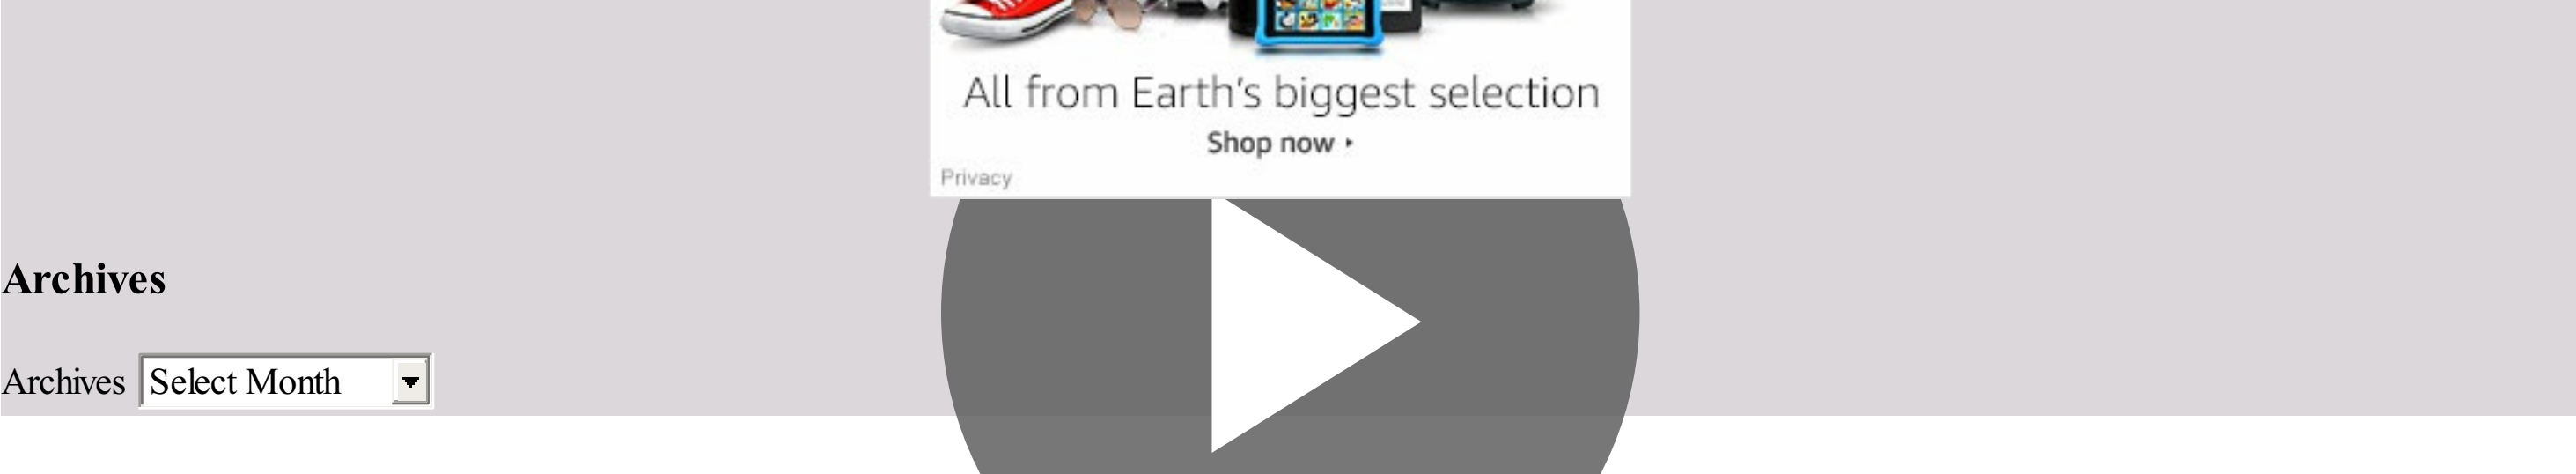 All from Earth's biggest selection
Shop now
Privacy
Archives
Archives Select Month